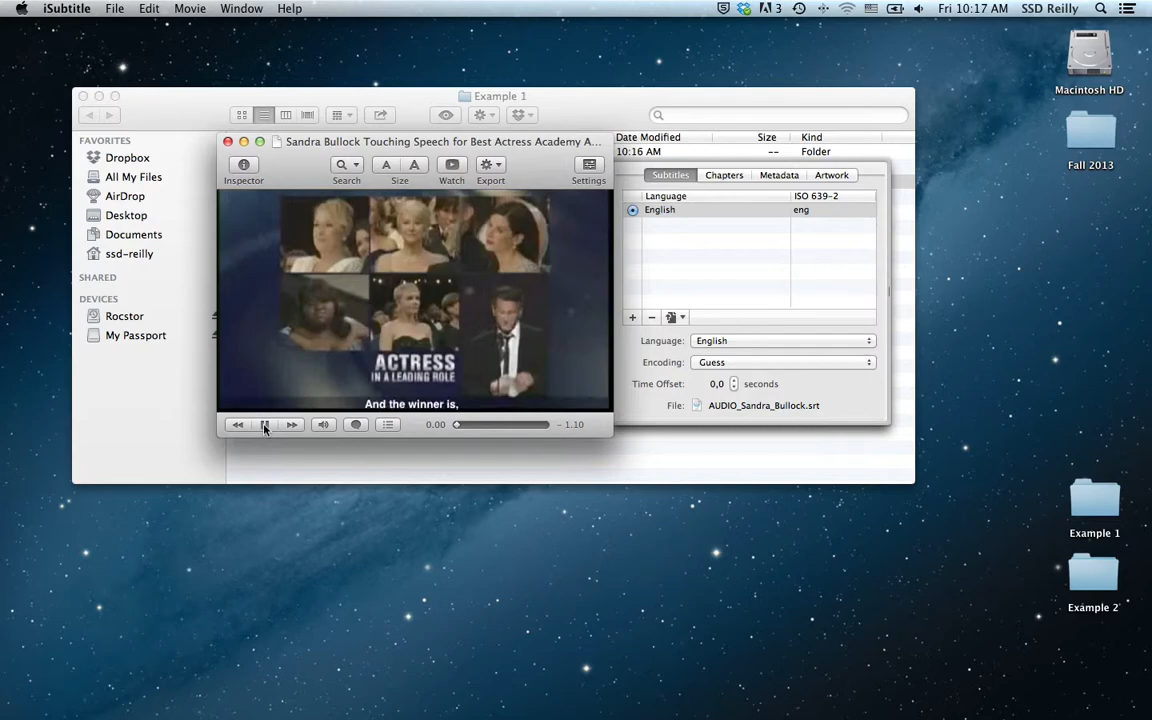 iSubtitle File Edit Movie Window Help 3 Fri 10:17 AM SSD Reilly
Macintosh HD
Fall 2013
Example 1
FAVORITES
Dropbox
All My Files
AirDrop
Desktop
Documents
ssd-reilly
SHARED
DEVICES
Rocstor
My Passport
Date Modified Size Kind
10:16 AM -- Folder
Sandra Bullock Touching Speech for Best Actress Academy A...
Inspector Search Size Watch Export Settings
A A
ACTRESS
IN A LEADING ROLE
And the winner is,
0.00 - 1.10
Subtitles Chapters Metadata Artwork
Language ISO 639-2
English eng
Language: English
Encoding: Guess
Time Offset: 0,0 seconds
File: AUDIO_Sandra_Bullock.srt
Example 1
Example 2